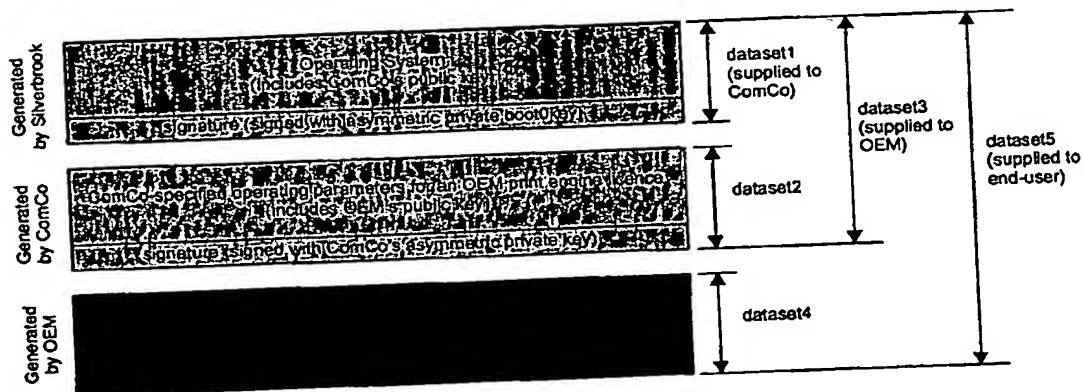 Generated
by Silverbrook
Operating System
(includes ComCo's public key)
signature (signed with asymmetric private boot0key)
dataset1
(supplied to
ComCo)
dataset3
(supplied to
OEM)
dataset5
(supplied to
end-user)
Generated
by ComCo
ComCo-specified operating parameters for an OEM print engine licence
(includes OEM's public key)
signature (signed with ComCo's asymmetric private key)
dataset2
Generated
by OEM
dataset4